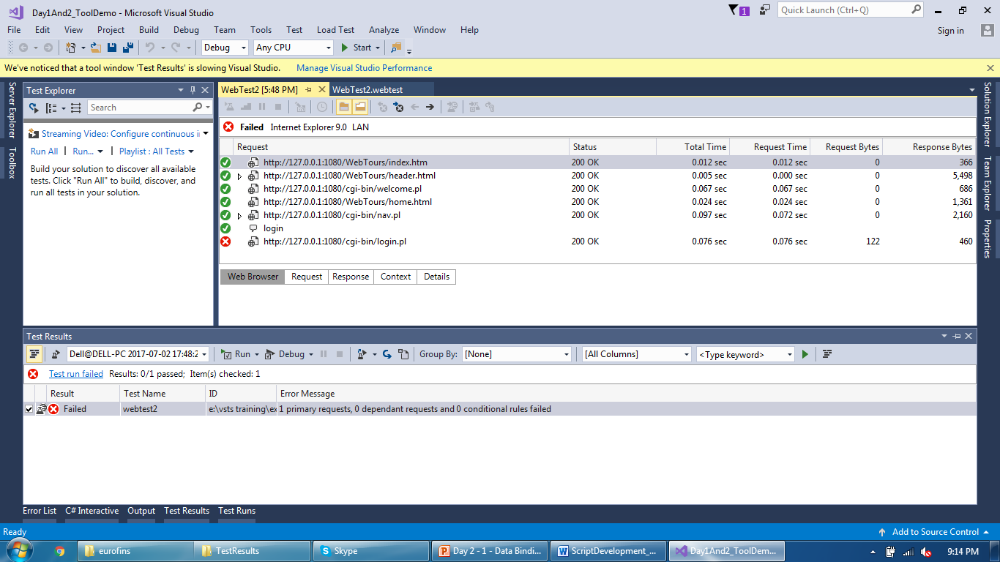 Day1And2_ToolDemo - Microsoft Visual Studio
1
Quick Launch (Ctrl+Q)
File Edit View Project Build Debug Team Tools Test Load Test Analyze Window Help
Sign in
Debug Any CPU Start
We've noticed that a tool window 'Test Results' is slowing Visual Studio. Manage Visual Studio Performance
Server Explorer
Toolbox
Test Explorer
Search
Streaming Video: Configure continuous i
Run All Run... Playlist : All Tests
Build your solution to discover all available
tests. Click "Run All" to build, discover, and
run all tests in your solution.
WebTest2 [5:48 PM] WebTest2.webtest
Failed Internet Explorer 9.0 LAN
Request Status Total Time Request Time Request Bytes Response Bytes
http://127.0.0.1:1080/WebTours/index.htm 200 OK 0.012 sec 0.012 sec 0 366
http://127.0.0.1:1080/WebTours/header.html 200 OK 0.005 sec 0.000 sec 0 5,498
http://127.0.0.1:1080/cgi-bin/welcome.pl 200 OK 0.067 sec 0.067 sec 0 686
http://127.0.0.1:1080/WebTours/home.html 200 OK 0.024 sec 0.024 sec 0 1,361
http://127.0.0.1:1080/cgi-bin/nav.pl 200 OK 0.097 sec 0.072 sec 0 2,160
login
http://127.0.0.1:1080/cgi-bin/login.pl 200 OK 0.076 sec 0.076 sec 122 460
Web Browser Request Response Context Details
Solution Explorer
Team Explorer
Properties
Test Results
Dell@DELL-PC 2017-07-02 17:48:2 Run Debug Group By: [None] [All Columns] <Type keyword>
Test run failed Results: 0/1 passed; Item(s) checked: 1
Result Test Name ID Error Message
Failed webtest2 e:\vsts training\ex 1 primary requests, 0 dependant requests and 0 conditional rules failed
Error List C# Interactive Output Test Results Test Runs
Ready Add to Source Control
eurofins TestResults Skype Day 2 - 1 - Data Bindi... ScriptDevelopment_... Day1And2_ToolDem... 9:14 PM